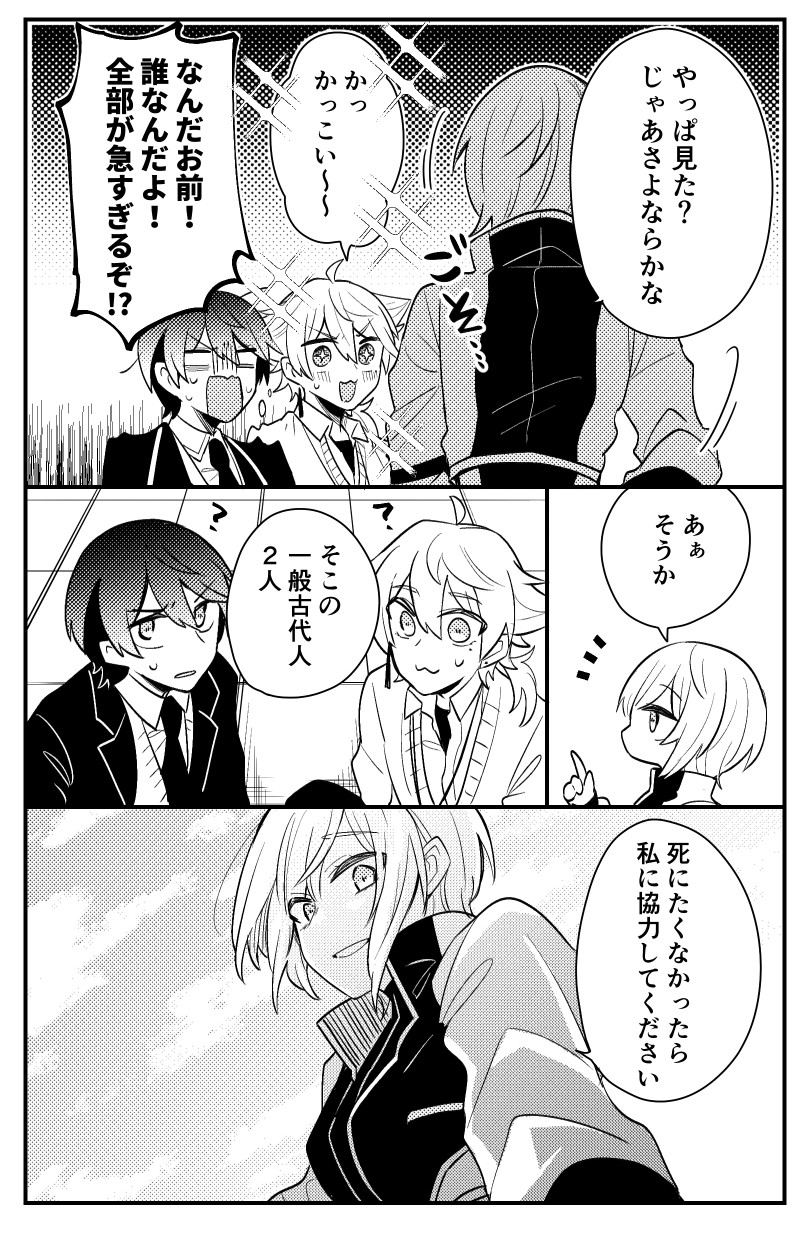 やっぱ見た？
じゃあさよならかな
ごそ…
かっ
かっこい〜〜
なんだお前！
誰なんだよ！
全部が急すぎるぞ!?
あぁ
そうか
?
そこの
一般古代人
２人
?
死にたくなかったら
私に協力してください